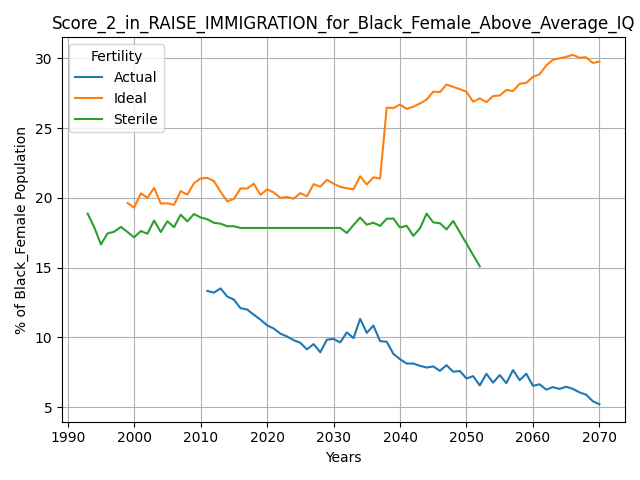 Score_2_in_RAISE_IMMIGRATION_for_Black_Female_Above_Average_IQ
Fertility
Actual
Ideal
Sterile
% of Black_Female Population
30
25
20
15
10
5
1990 2000 2010 2020 2030 2040 2050 2060 2070
Years